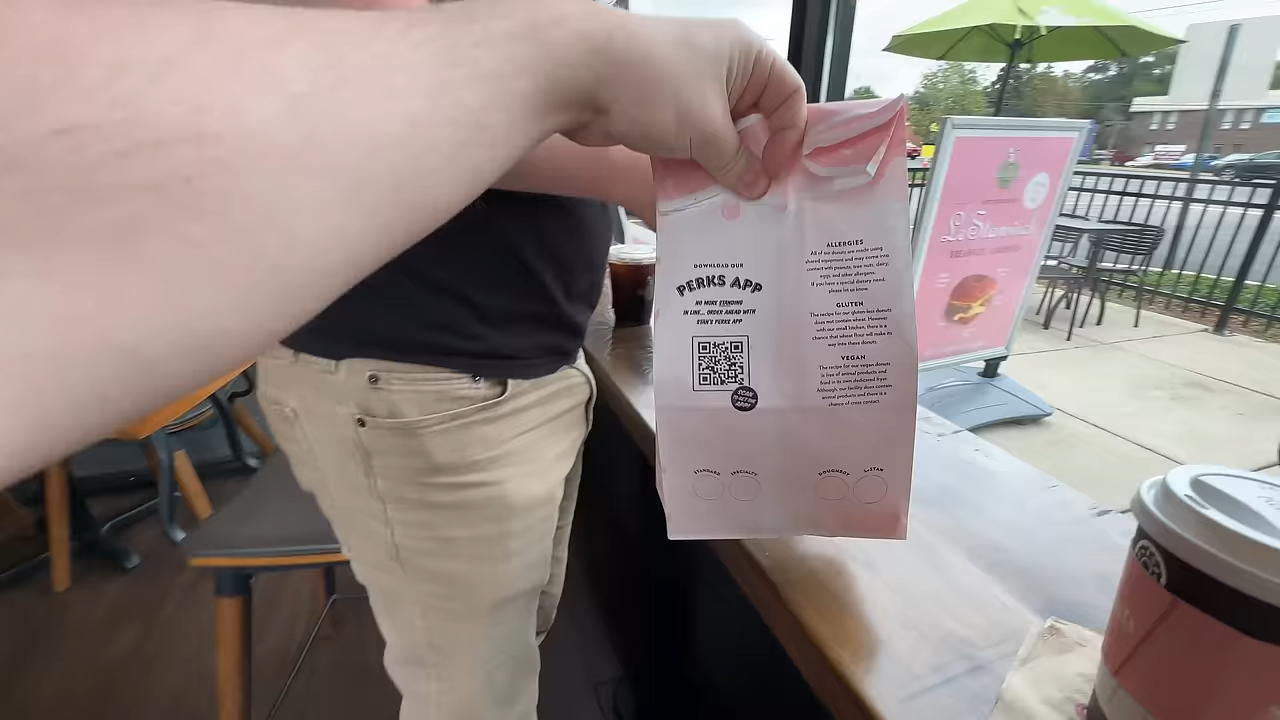 DOWNLOAD OUR
PERKS APP
NO MORE STANDING
IN LINE... ORDER AHEAD WITH
STAN'S PERKS APP
SCAN
TO GET THE
APP!
ALLERGIES
All of our donuts are made using
shared equipment and may come into
contact with peanuts, tree nuts, dairy,
eggs, and other allergens.
If you have a special dietary need,
please let us know.
GLUTEN
The recipe for our gluten-less donuts
does not contain wheat. However
with our small kitchen, there is a
chance that wheat flour will make its
way into these donuts.
VEGAN
The recipe for our vegan donuts
is free of animal products and
fried in its own dedicated fryer.
Although, our facility does contain
animal products and there is a
chance of cross contact.
STANDARD
SPECIALTY
DOUGHBOY
LeSTAN